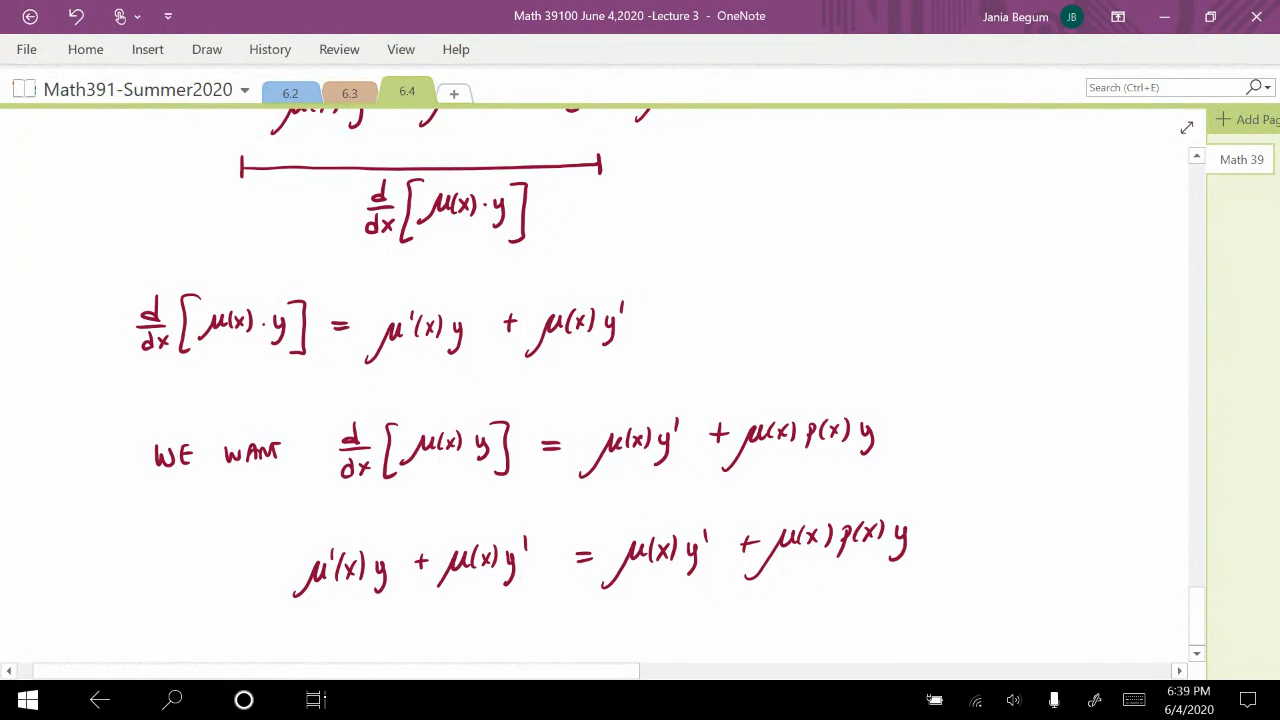 Math 39100 June 4,2020 -Lecture 3 - OneNote
Jania Begum JB
File Home Insert Draw History Review View Help
Math391-Summer2020 6.2 6.3 6.4
Search (Ctrl+E)
Add Pag
Math 39
d/dx [μ(x) · y]
d/dx [μ(x) · y] = μ'(x) y + μ(x) y'
WE WANT d/dx [μ(x) y] = μ(x) y' + μ(x) p(x) y
μ'(x) y + μ(x) y' = μ(x) y' + μ(x) p(x) y
6:39 PM
6/4/2020